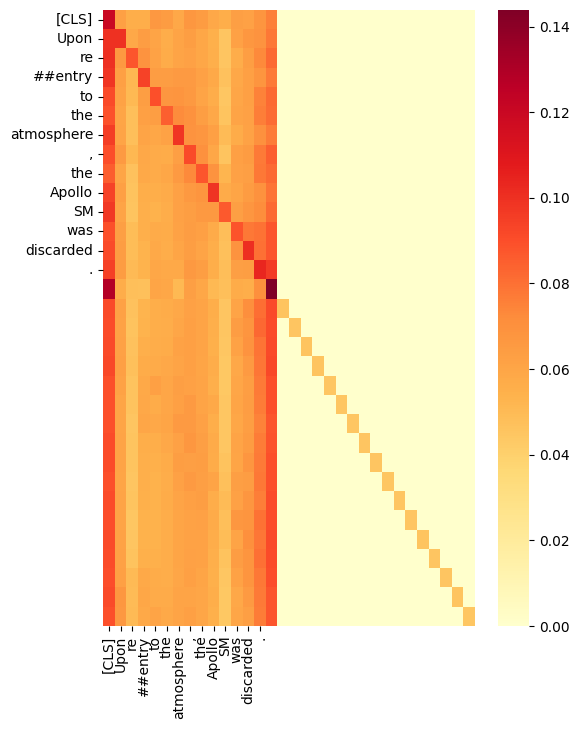 [CLS]
Upon
re
##entry
to
the
atmosphere
,
the
Apollo
SM
was
discarded
.
0.14
0.12
0.10
0.08
0.06
0.04
0.02
0.00
[CLS]
Upon
re
##entry
to
the
atmosphere
,
the
Apollo
SM
was
discarded
.